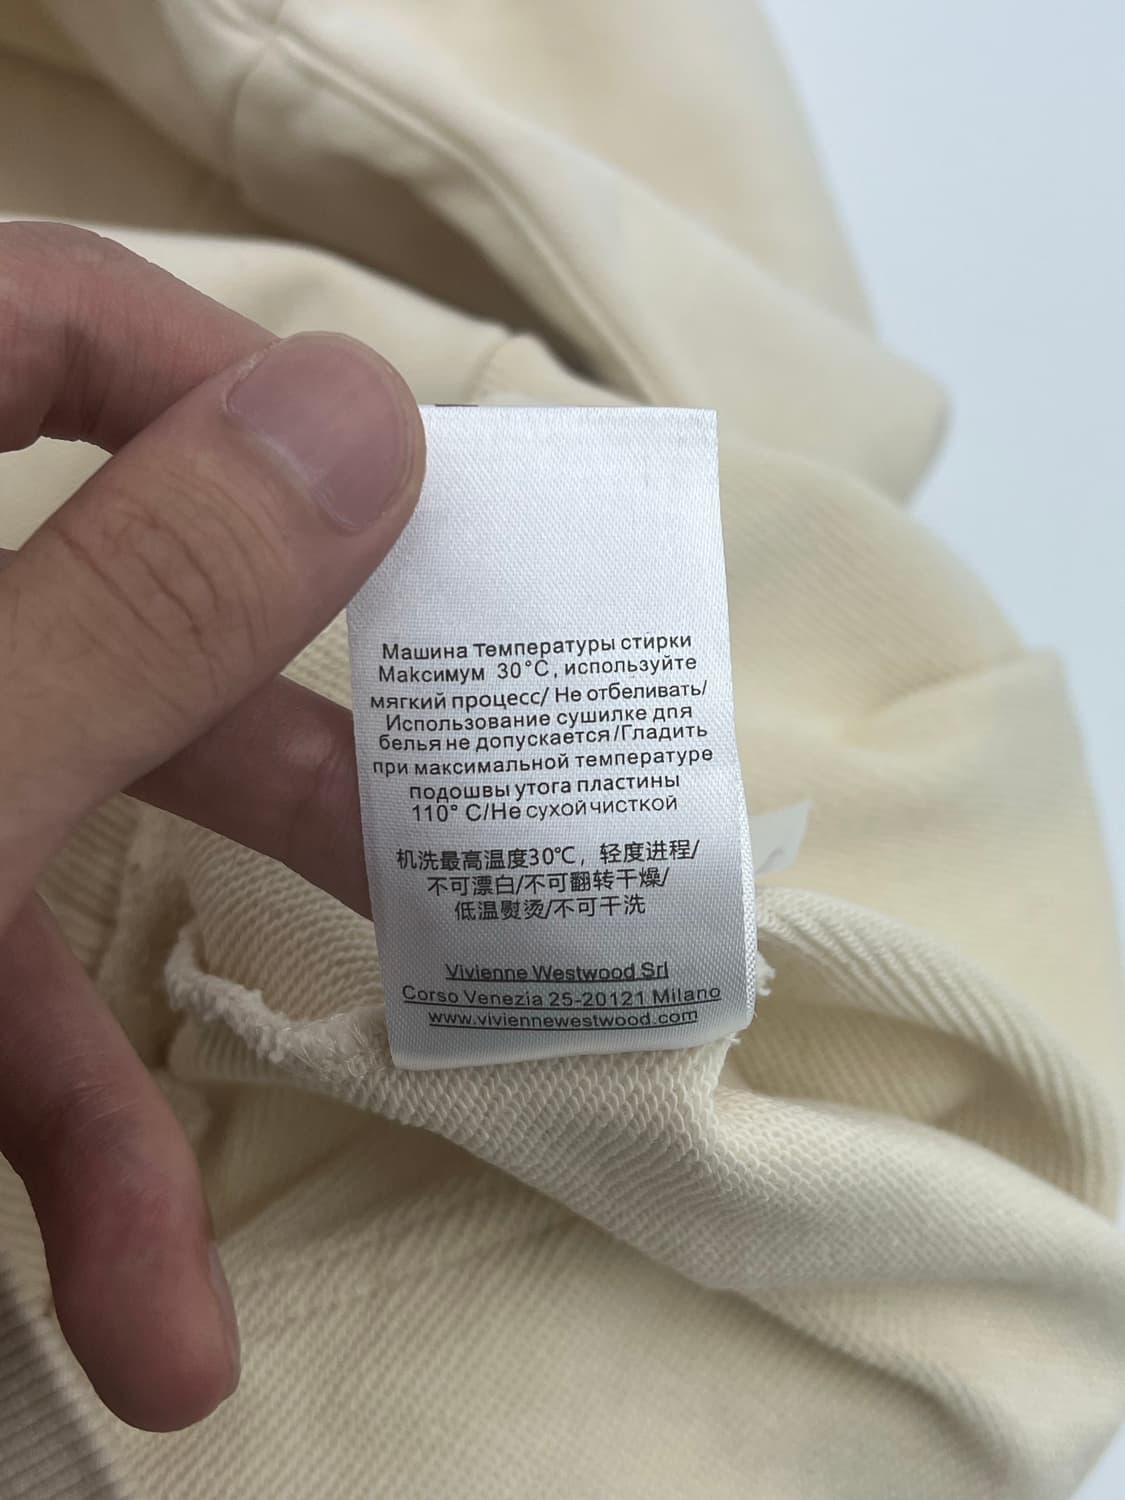 Машина Температуры стирки
Mакcимум 30°C, используйте
мягкий процесс/ Не отбеливать/
Использование сушилке дпя
белья не допускается/Гладить
при максимальной температуре
подошвы утога пластины
110° C/Не сухой чисткой
机洗最高温度30℃，轻度进程/
不可漂白/不可翻转干燥/
低温熨烫/不可干洗
Vivienne Westwood Srl
Corso Venezia 25-20121 Milano
www.viviennewestwood.com